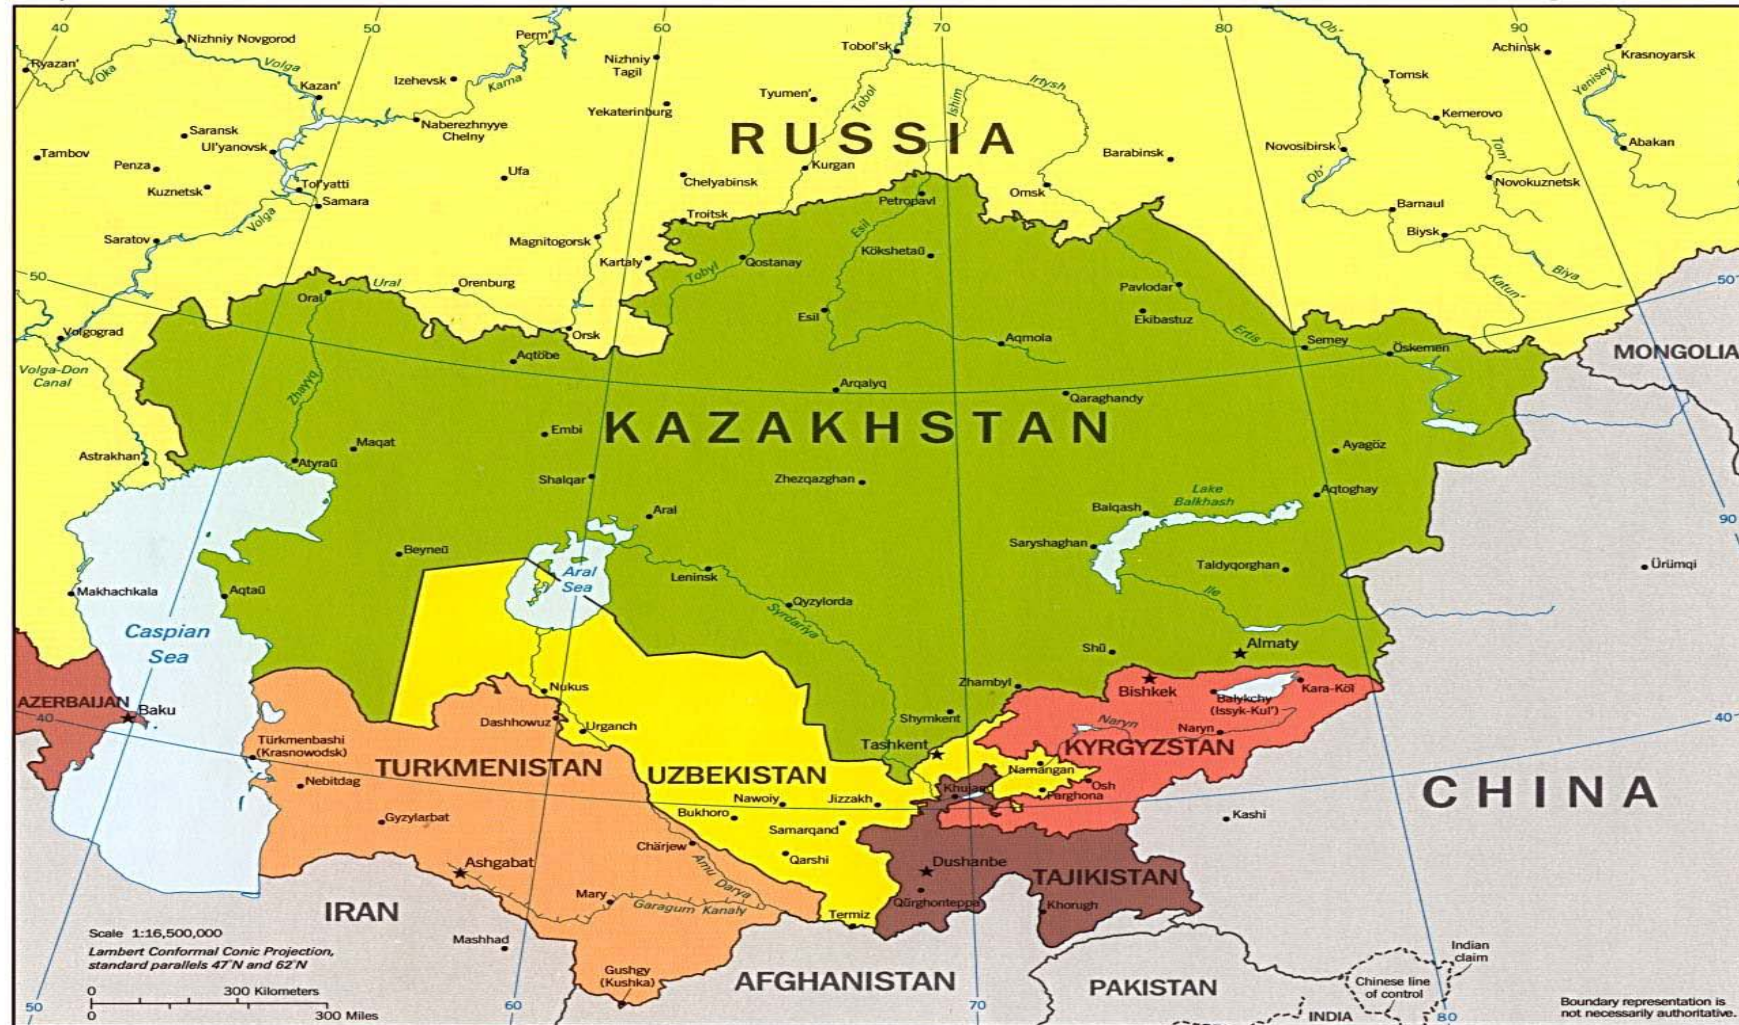 40
50
60
70
80
90
Nizhniy Novgorod
Perm'
Tobol'sk
Ob'
Achinsk
Krasnoyarsk
Ryazan'
Oka
Volga
Izehevsk
Kama
Nizhniy
Tagil
Tomsk
Yenisey
Kazan'
Tyumen'
Tobol
Ishim
Irtysh
Yekaterinburg
Kemerovo
Naberezhnyye
Chelny
Saransk
Ul'yanovsk
RUSSIA
Tambov
Penza
Barabinsk
Novosibirsk
Tom'
Abakan
Kuznetsk
Tol'yatti
Samara
Ufa
Chelyabinsk
Kurgan
Omsk
Ob'
Novokuznetsk
Petropavl
Barnaul
Volga
Troitsk
Saratov
Magnitogorsk
Esil
Biysk
Kartaly
Kökshetaū
Qostanay
Tobyl
Biya
Katun'
50
50
Ural
Orenburg
Oral
Pavlodar
Esil
Ekibastuz
Volgograd
Orsk
Aqmola
Ertis
Semey
Öskemen
MONGOLIA
Aqtöbe
Volga-Don
Canal
Zhayyq
Arqalyq
Qaraghandy
KAZAKHSTAN
Embi
Maqat
Ayagöz
Astrakhan
Atyraū
Shalqar
Zhezqazghan
Aqtoghay
Lake
Balkhash
Balqash
Aral
90
Saryshaghan
Beyneū
Aral
Sea
Leninsk
Taldyqorghan
Ürümqi
Makhachkala
Aqtaū
Qyzylorda
Syrdariya
Ile
Caspian
Sea
Shū
Almaty
AZERBAIJAN
Baku
40
Nukus
Zhambyl
Bishkek
Balykchy
(Issyk-Kul')
Kara-Köl
Dashhowuz
Urganch
Shymkent
Naryn
Naryn
40
Türkmenbashi
(Krasnowodsk)
Tashkent
KYRGYZSTAN
TURKMENISTAN
UZBEKISTAN
Namangan
Nebitdag
Osh
Farghona
CHINA
Nawoiy
Jizzakh
Bukhoro
Samarqand
Kashi
Gyzylarbat
Chärjew
Qarshi
Ashgabat
Dushanbe
TAJIKISTAN
Amu Darya
Mary
Garagum Kanaly
Qŭrghonteppa
Khorugh
IRAN
Termiz
Scale 1:16,500,000
Lambert Conformal Conic Projection,
standard parallels 47°N and 62°N
Mashhad
Gushgy
(Kushka)
AFGHANISTAN
PAKISTAN
Indian
claim
Chinese line
of control
0 300 Kilometers
0 300 Miles
50
60
70
80
INDIA
Boundary representation is
not necessarily authoritative.